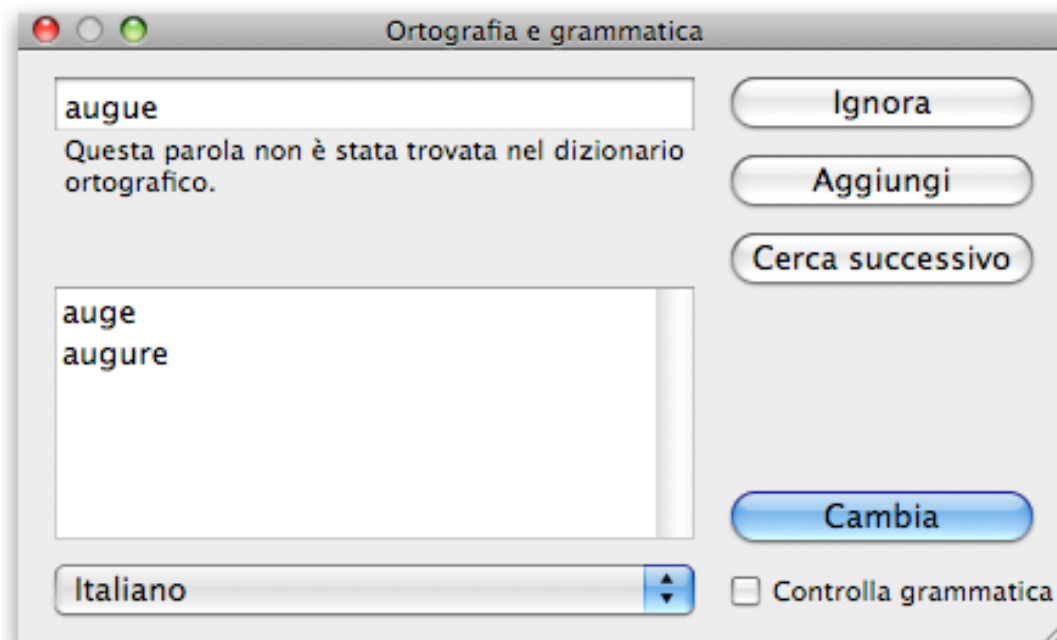 Ortografia e grammatica
augue
Questa parola non è stata trovata nel dizionario
ortografico.
Ignora
Aggiungi
Cerca successivo
auge
augure
Cambia
Italiano
Controlla grammatica